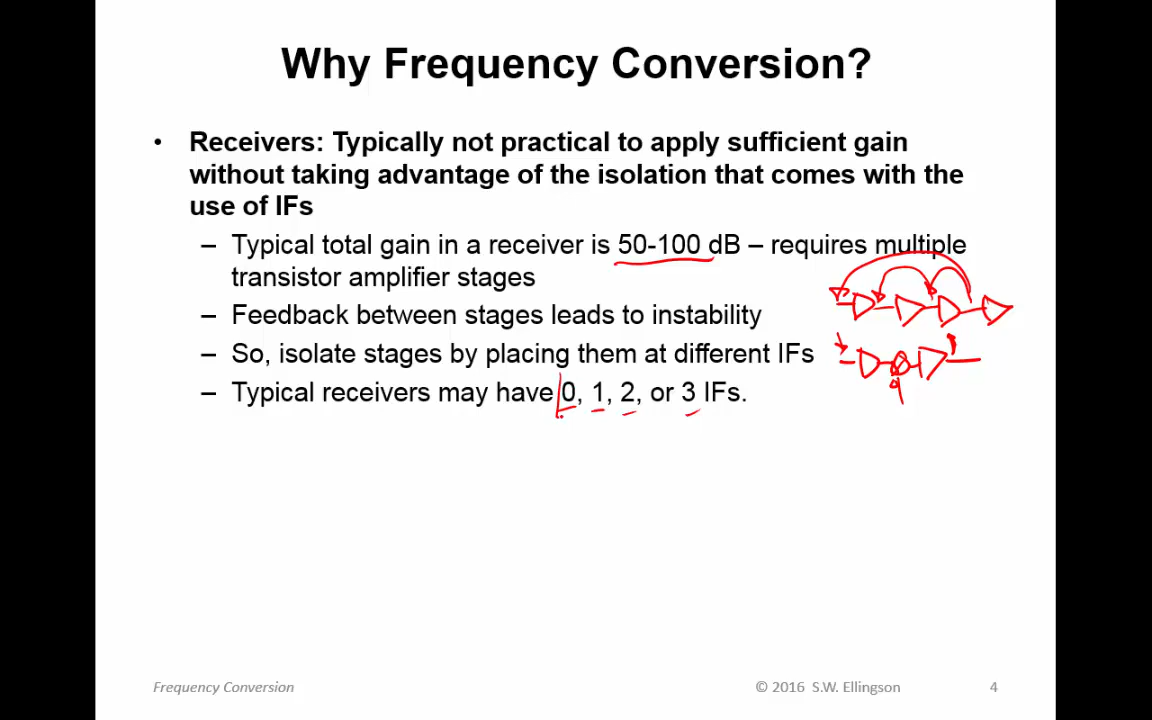 Why Frequency Conversion?
• Receivers: Typically not practical to apply sufficient gain
without taking advantage of the isolation that comes with the
use of IFs
– Typical total gain in a receiver is 50-100 dB – requires multiple
transistor amplifier stages
– Feedback between stages leads to instability
– So, isolate stages by placing them at different IFs
– Typical receivers may have 0, 1, 2, or 3 IFs.
Frequency Conversion
© 2016 S.W. Ellingson
4